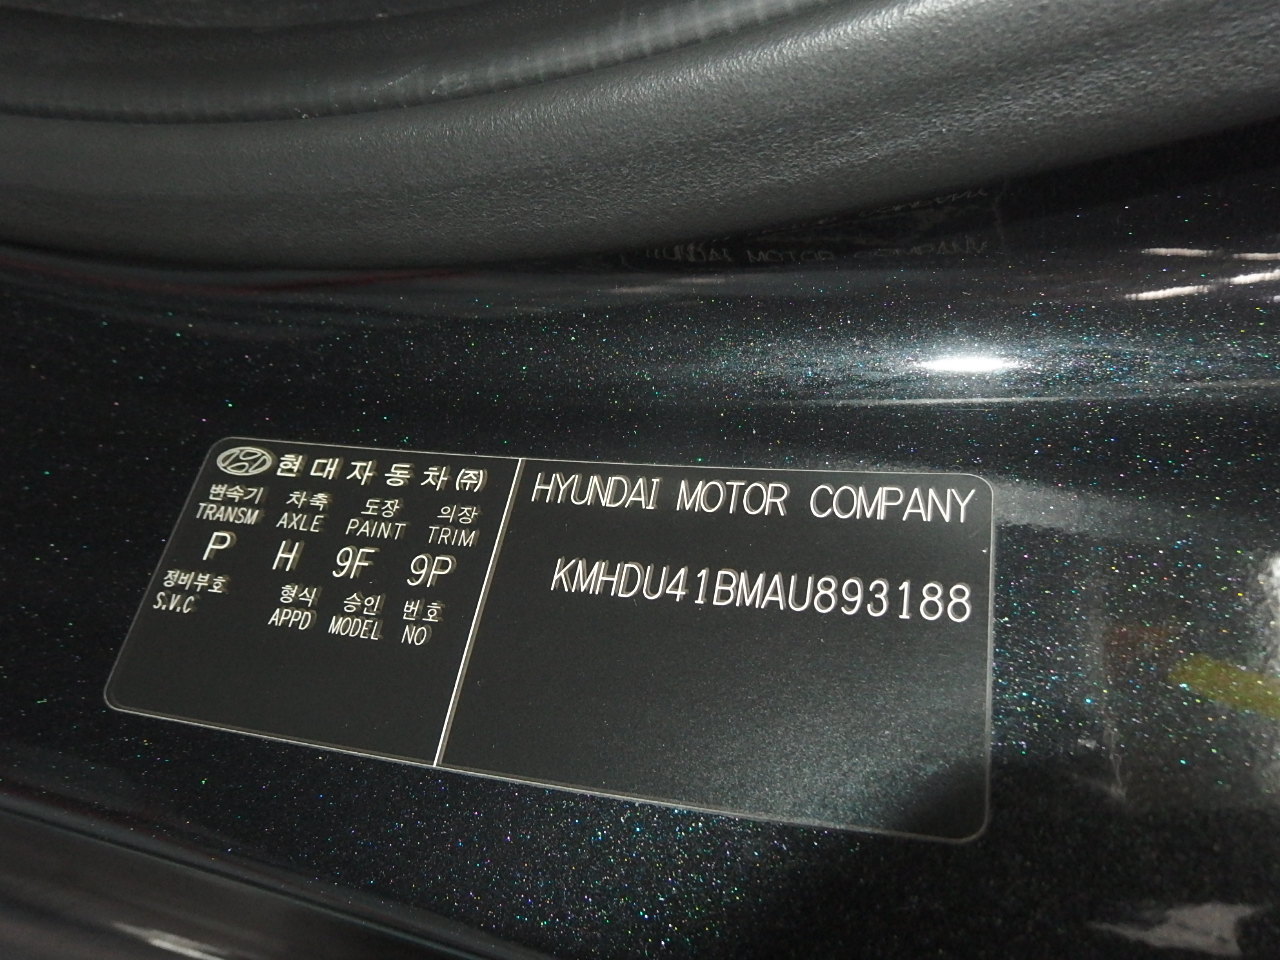 현대자동차㈜
변속기 차축 도장 의장
TRANSM AXLE PAINT TRIM
P H 9F 9P
정비부호 형식 승인 번호
S.V.C APPD MODEL NO
HYUNDAI MOTOR COMPANY
KMHDU41BMAU893188